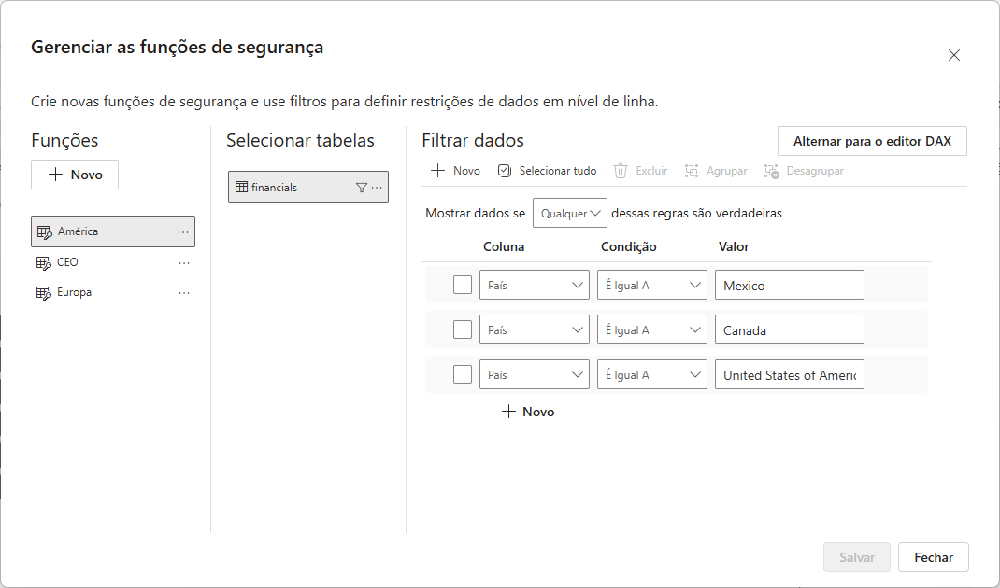 Gerenciar as funções de segurança
Crie novas funções de segurança e use filtros para definir restrições de dados em nível de linha.
Funções
Novo
América
CEO
Europa
Selecionar tabelas
financials
Filtrar dados
Alternar para o editor DAX
Novo Selecionar tudo Excluir Agrupar Desagrupar
Mostrar dados se Qualquer dessas regras são verdadeiras
Coluna Condição Valor
País É Igual A Mexico
País É Igual A Canada
País É Igual A United States of Americ
Novo
Salvar Fechar